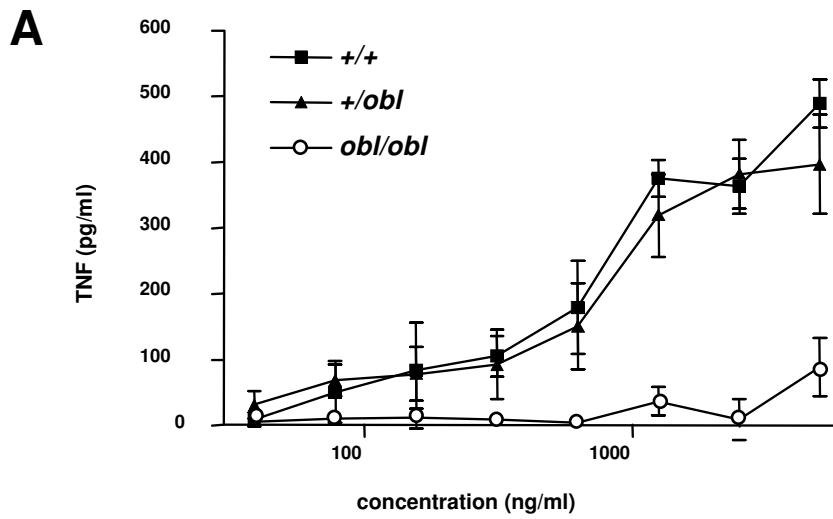 A
600
500
400
300
200
100
0
TNF (pg/ml)
+/+
+/obl
obl/obl
100
1000
concentration (ng/ml)